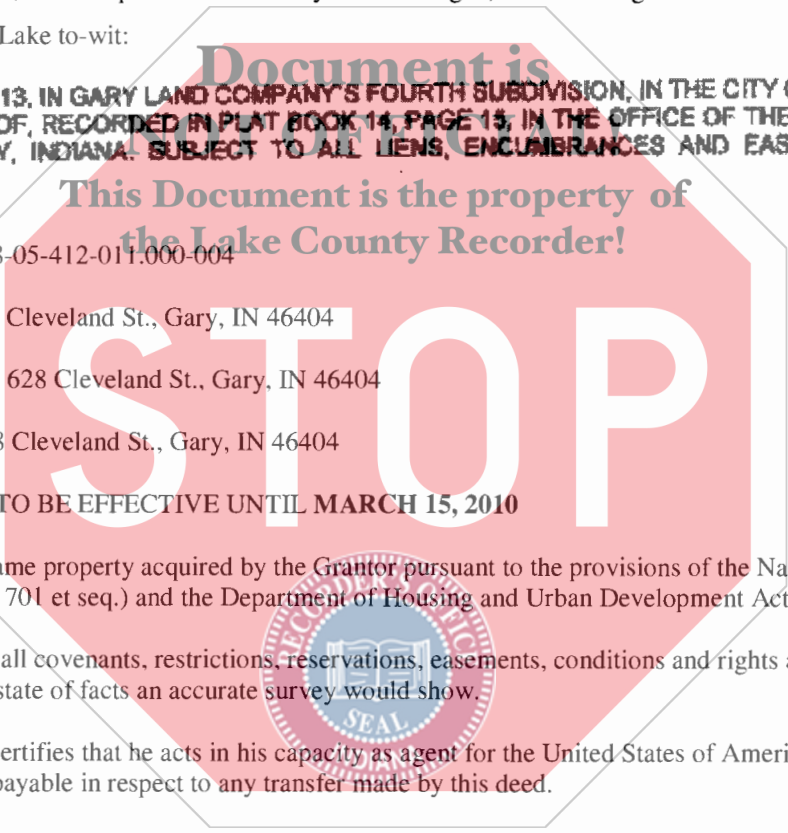 Lake to-wit:
Document is
13, IN GARY LAND COMPANY'S FOURTH SUBDIVISION, IN THE CITY
OF, RECORDED IN PLAT BOOK 14, PAGE 15, IN THE OFFICE OF THE
NOT OFFICIAL!
Y, INDIANA. SUBJECT TO ALL LIENS, ENCUMBRANCES AND EAS
This Document is the property of
the Lake County Recorder!
-05-412-011.000-004
Cleveland St., Gary, IN 46404
628 Cleveland St., Gary, IN 46404
8 Cleveland St., Gary, IN 46404
STOP
TO BE EFFECTIVE UNTIL MARCH 15, 2010
ame property acquired by the Grantor pursuant to the provisions of the Na
701 et seq.) and the Department of Housing and Urban Development Act
RECORDER'S OFFICE
all covenants, restrictions, reservations, easements, conditions and rights a
state of facts an accurate survey would show.
SEAL
INDIANA
ertifies that he acts in his capacity as agent for the United States of Ameri
payable in respect to any transfer made by this deed.